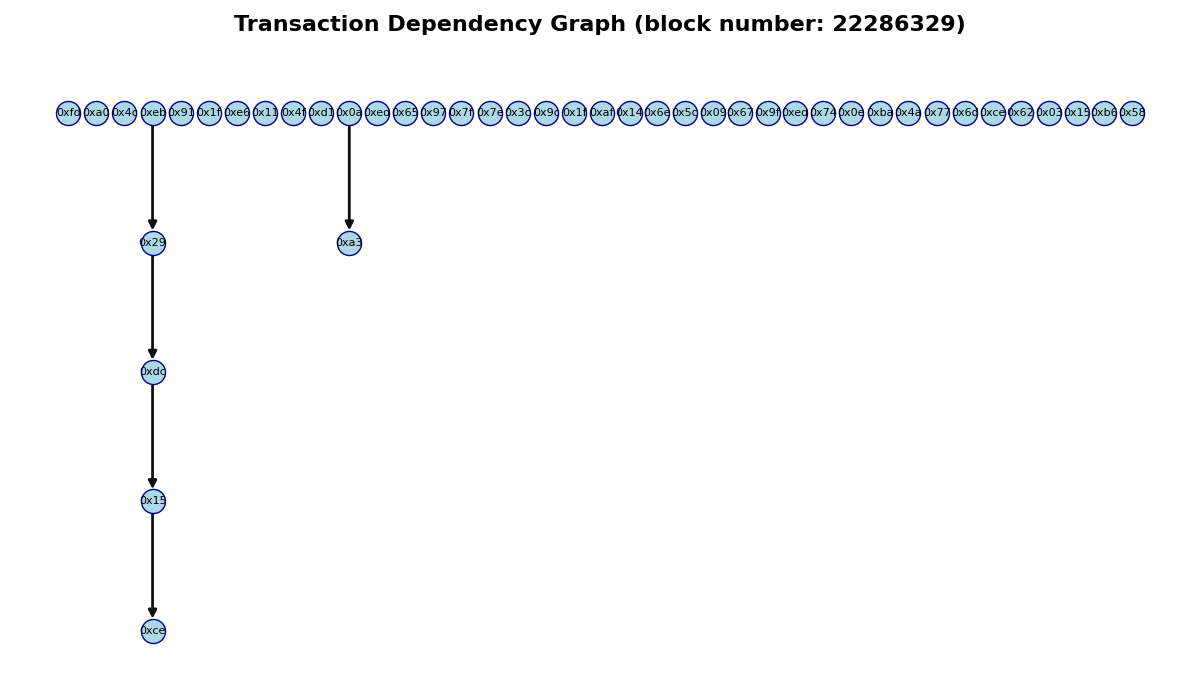 Transaction Dependency Graph (block number: 22286329)
0xfd 0xa0 0x4c 0xeb 0x91 0x1f 0xe6 0x11 0x4f 0xd1 0x0a 0xed 0x65 0x97 0x7f 0x7e 0x3c 0x9c 0x1f 0xaf 0x14 0x6e 0x5c 0x09 0x67 0x9f 0xed 0x74 0x0e 0xba 0x4a 0x77 0x6d 0xce 0x62 0x03 0x15 0xb6 0x58
0x29 0xa3
0xdc
0x15
0xce